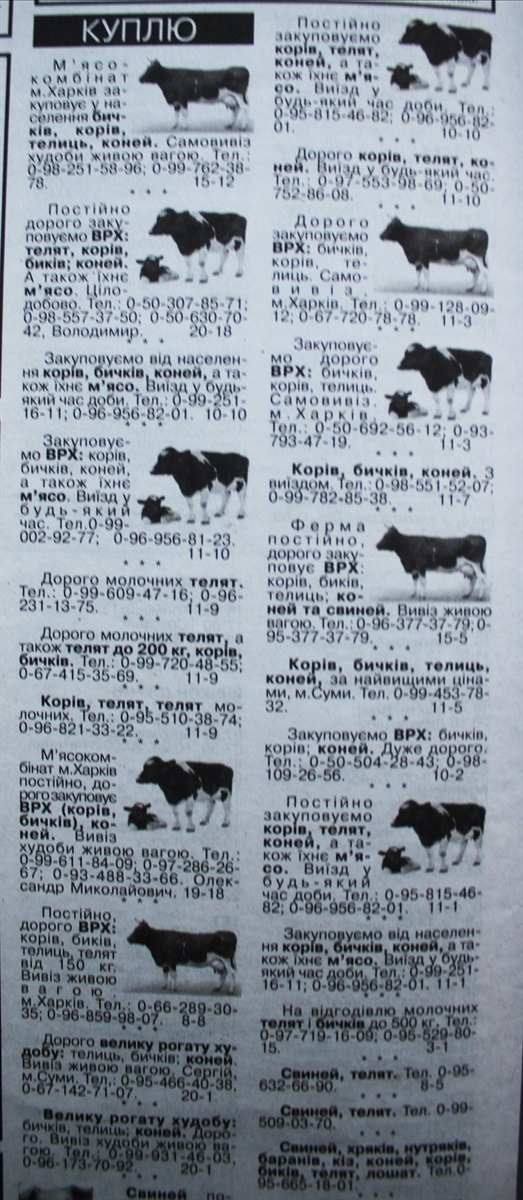 КУПЛЮ
М'ясо-
комбінат
м.Харків за-
куповує у на-
селення бич-
ків, корів,
телиць, коней. Самовивіз
худоби живою вагою. Тел.:
0-98-251-58-96; 0-99-762-38-
78. 15-12
* * *
Постійно
дорого заку-
повуємо ВРХ:
телят, корів,
биків; коней.
А також їхнє
м'ясо. Ціло-
добово. Тел.: 0-50-307-85-71;
0-98-557-37-50; 0-50-630-70-
42, Володимир. 20-18
* * *
Закуповуємо від населен-
ня корів, бичків, коней, а та-
кож їхнє м'ясо. Виїзд у будь-
який час доби. Тел.: 0-99-251-
16-11; 0-96-956-82-01. 10-10
* * *
Закуповує-
мо ВРХ: корів,
бичків, коней,
а також їхнє
м'ясо. Виїзд у
будь-який
час. Тел.0-99-
002-92-77; 0-96-956-81-23.
11-10
* * *
Дорого молочних телят.
Тел.: 0-99-609-47-16; 0-96-
231-13-75. 11-9
* * *
Дорого молочних телят, а
також телят до 200 кг, корів,
бичків. Тел.: 0-99-720-48-55;
0-67-415-35-69. 11-9
* * *
Корів, телят, телят мо-
лочних. Тел.: 0-95-510-38-74;
0-96-821-33-22. 11-9
* * *
М'ясоком-
бінат м.Харків
постійно, до-
рого закуповує
ВРХ (корів,
бичків), ко-
ней. Вивіз
худоби живою вагою. Тел.:
0-99-611-84-09; 0-97-286-26-
67; 0-93-488-33-66. Олек-
сандр Миколайович. 19-18
* * *
Постійно,
дорого ВРХ:
корів, биків,
телиць, телят
від 150 кг.
Вивіз живою
вагою,
м.Харків. Тел.: 0-66-289-30-
35; 0-96-859-98-07. 8-8
* * *
Дорого велику рогату ху-
добу: телиць, бичків; коней.
Вивіз живою вагою. Сергій,
м.Суми. Тел.: 0-95-466-40-38,
0-67-142-71-07. 20-1
* * *
Велику рогату худобу:
бичків, телиць; коней. Доро-
го. Вивіз худоби живою ва-
гою. Тел.: 0-99-931-46-03,
0-96-173-70-92. 20-1
* * *
Свиней по-
Постійно
закуповуємо
корів, телят,
коней, а та-
кож їхнє м'я-
со. Виїзд у
будь-який час доби. Тел.:
0-95-815-46-82; 0-96-956-82-
01. 10-10
* * *
Дорого корів, телят, ко-
ней. Виїзд у будь-який час.
Тел.: 0-97-553-98-69; 0-50-
752-86-08. 11-10
* * *
Дорого
закуповуємо
ВРХ: бичків,
корів, те-
лиць. Само-
вивіз,
м.Харків. Тел.: 0-99-128-09-
12; 0-67-720-78-78. 11-3
* * *
Закуповує-
мо дорого
ВРХ: бичків,
корів, телиць.
Самовивіз.
м.Харків.
Тел.: 0-50-692-56-12; 0-93-
793-47-19. 11-3
* * *
Корів, бичків, коней. З
виїздом. Тел.: 0-98-551-52-07;
0-99-782-85-38. 11-7
* * *
Ферма
постійно,
дорого заку-
повує ВРХ:
корів, биків,
телиць; ко-
ней та свиней. Вивіз живою
вагою. Тел.: 0-96-377-37-79; 0-
95-377-37-79. 15-5
* * *
Корів, бичків, телиць,
коней, за найвищими ціна-
ми, м.Суми. Тел. 0-99-453-78-
32. 11-5
* * *
Закуповуємо ВРХ: бичків,
корів; коней. Дуже дорого.
Тел.: 0-50-504-28-43; 0-98-
109-26-56. 10-2
* * *
Постійно
закуповуємо
корів, телят,
коней, а та-
кож їхнє м'я-
со. Виїзд у
будь-який
час доби. Тел.: 0-95-815-46-
82; 0-96-956-82-01. 11-1
* * *
Закуповуємо від населен-
ня корів, бичків, коней, а та-
кож їхнє м'ясо. Виїзд у будь-
який час доби. Тел.: 0-99-251-
16-11; 0-96-956-82-01. 11-1
* * *
На відгодівлю молочних
телят і бичків до 500 кг. Тел.:
0-97-719-16-09; 0-95-529-80-
15. 3-1
* * *
Свиней, телят. Тел. 0-95-
632-66-90. 8-5
* * *
Свиней, телят. Тел. 0-99-
509-03-70.
* * *
Свиней, хряків, нутряків,
баранів, кіз, коней, корів,
биків, телят, лошат. Тел.0-
95-665-18-01.